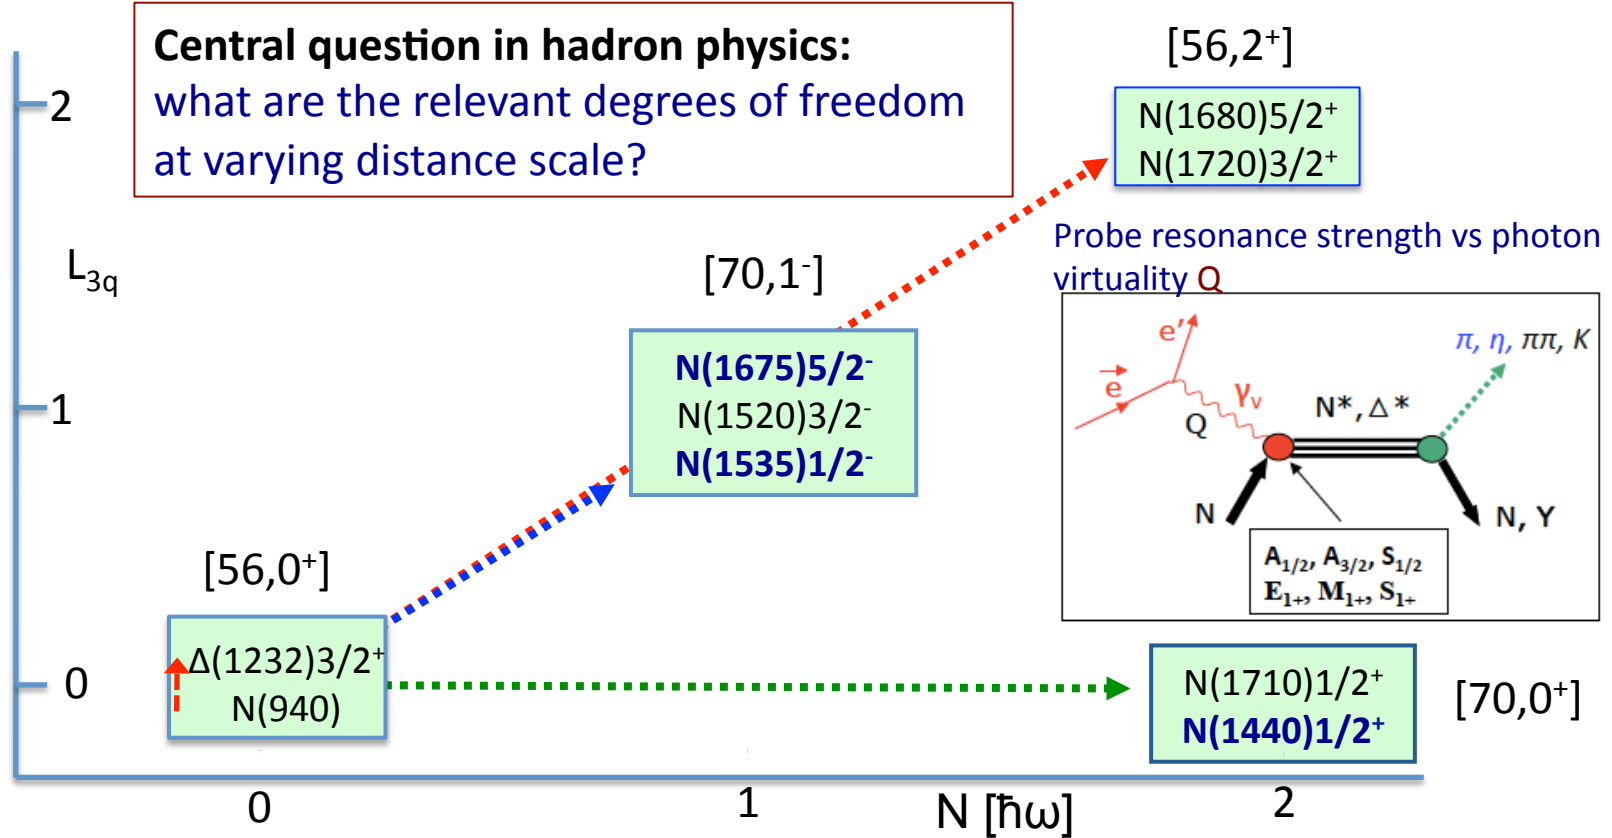 Central question in hadron physics:
what are the relevant degrees of freedom
at varying distance scale?
[56,2⁺]
2
N(1680)5/2⁺
N(1720)3/2⁺
Probe resonance strength vs photon
virtuality Q
L₃q
[70,1⁻]
e′
π, η, ππ, K
e
γᵥ
N*, Δ*
Q
N
N, Y
A₁/₂, A₃/₂, S₁/₂
E₁₊, M₁₊, S₁₊
N(1675)5/2⁻
1
N(1520)3/2⁻
N(1535)1/2⁻
[56,0⁺]
Δ(1232)3/2⁺
0
N(940)
N(1710)1/2⁺
N(1440)1/2⁺
[70,0⁺]
0
1
N [ħω]
2